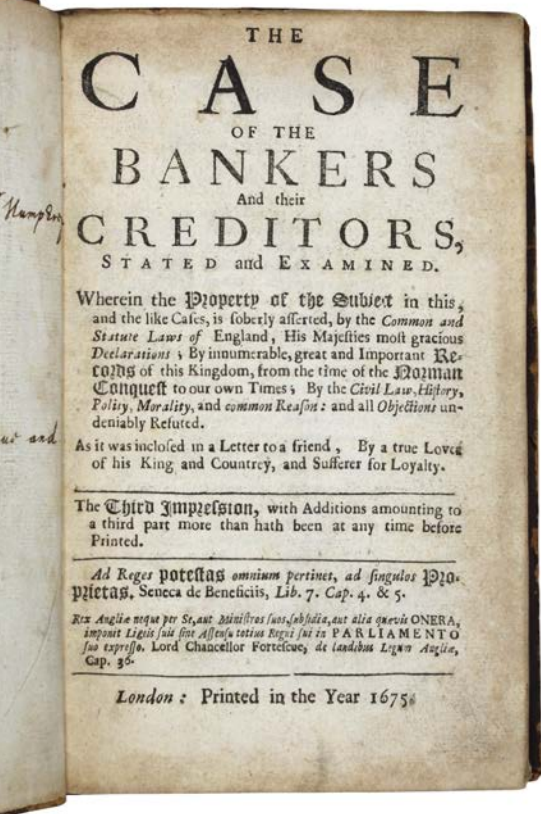 THE
CASE
OF THE
BANKERS
And their
CREDITORS,
STATED and EXAMINED.
Wherein the Property of the Subject in this,
and the like Cases, is soberly asserted, by the Common and
Statute Laws of England, His Majesties most gracious
Declarations; By innumerable, great and Important Re-
cords of this Kingdom, from the time of the Norman
Conquest to our own Times; By the Civil Law, History,
Polity, Morality, and common Reason: and all Objections un-
deniably Refuted.
As it was inclosed in a Letter to a friend, By a true Lover
of his King and Countrey, and Sufferer for Loyalty.
The Third Impression, with Additions amounting to
a third part more than hath been at any time before
Printed.
Ad Reges potestas omnium pertinet, ad singulos Pro-
prietas. Seneca de Beneficiis, Lib. 7. Cap. 4. & 5.
Rex Angliæ neque per Se, aut Ministros suos, subsidia, aut alia quævis ONERA,
imponit Ligeis suis sine Assensu totius Regni sui in PARLIAMENTO
suo expresso. Lord Chancellor Fortescue, de laudebus Legum Angliæ,
Cap. 36.
London: Printed in the Year 1675.
and